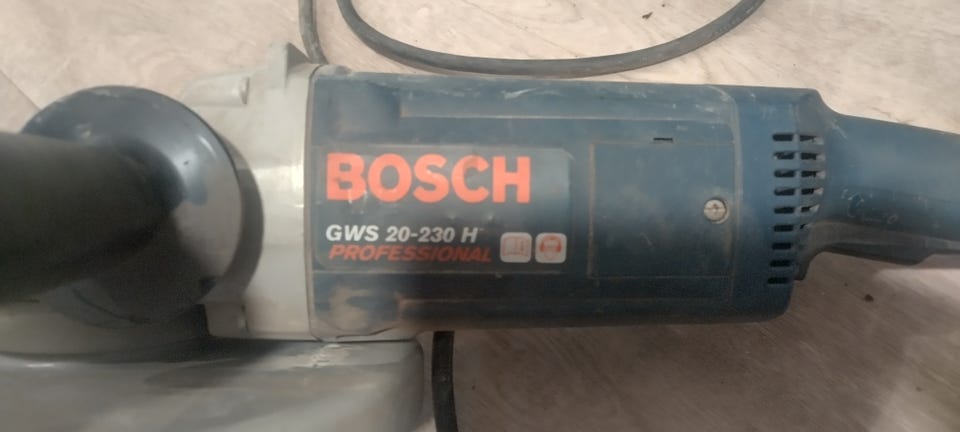 BOSCH
GWS 20-230 H
PROFESSIONAL